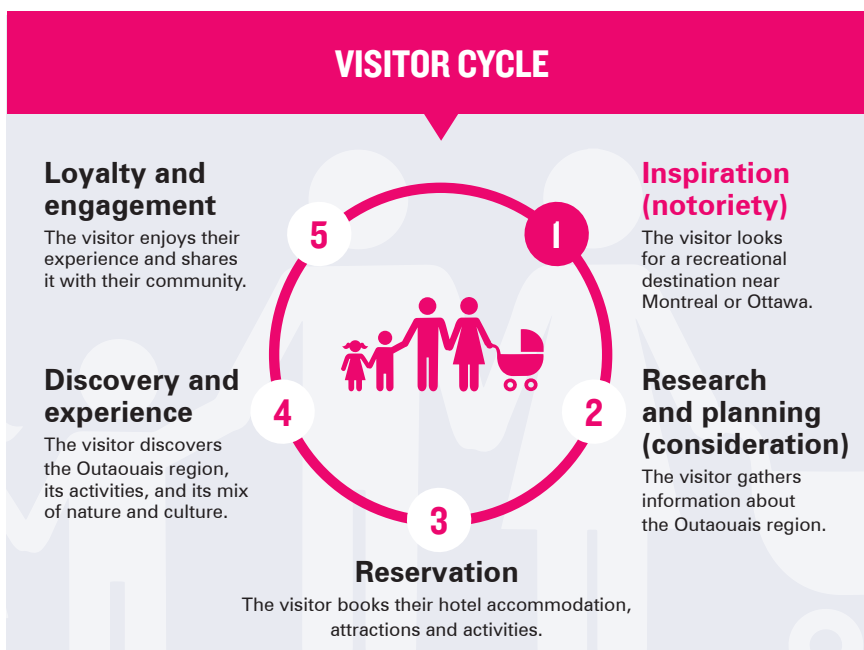 VISITOR CYCLE
1
Inspiration
(notoriety)
The visitor looks
for a recreational
destination near
Montreal or Ottawa.
2
Research
and planning
(consideration)
The visitor gathers
information about
the Outaouais region.
3
Reservation
The visitor books their hotel accommodation,
attractions and activities.
4
Discovery and
experience
The visitor discovers
the Outaouais region,
its activities, and its mix
of nature and culture.
5
Loyalty and
engagement
The visitor enjoys their
experience and shares
it with their community.